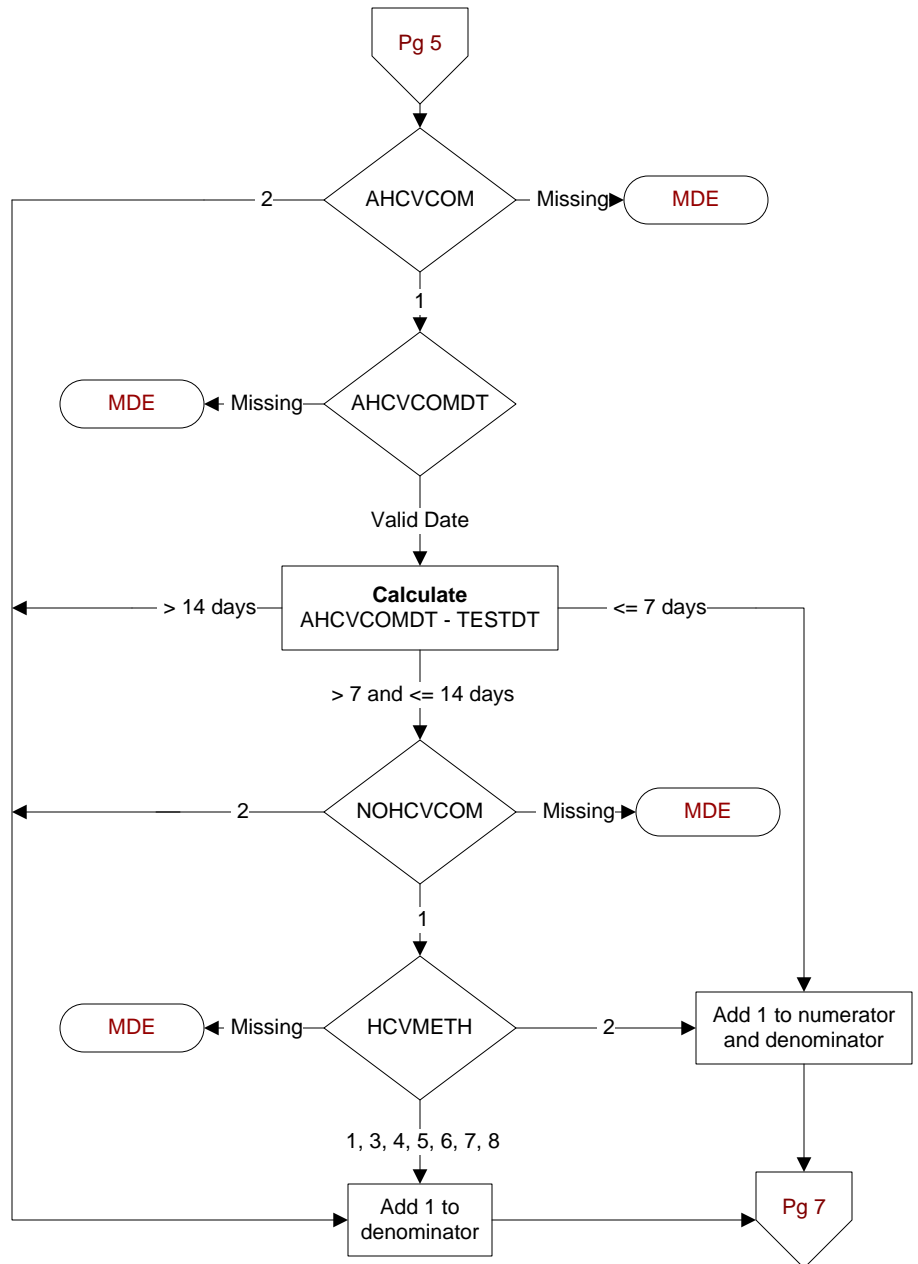 Pg 5
AHCVCOM
2
Missing
MDE
1
AHCVCOMDT
Missing
MDE
Valid Date
Calculate
AHCVCOMDT - TESTDT
> 14 days
<= 7 days
> 7 and <= 14 days
NOHCVCOM
2
Missing
MDE
1
HCVMETH
Missing
MDE
2
Add 1 to numerator
and denominator
1, 3, 4, 5, 6, 7, 8
Add 1 to
denominator
Pg 7